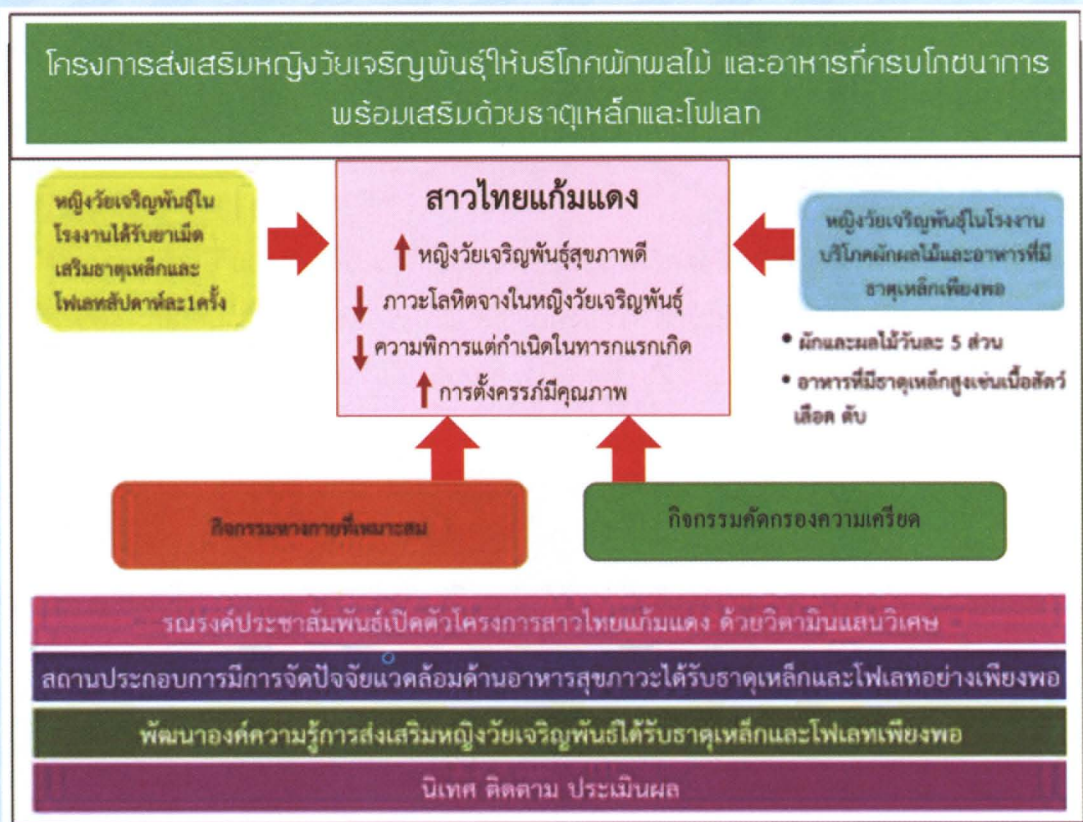 โครงการส่งเสริมหญิงวัยเจริญพันธุ์ให้บริโภคผักผลไม้ และอาหารที่ครบโภชนาการ
พร้อมเสริมด้วยธาตุเหล็กและโฟเลท
หญิงวัยเจริญพันธุ์ใน
โรงงานได้รับยาเม็ด
เสริมธาตุเหล็กและ
โฟเลทสัปดาห์ละ1ครั้ง
สาวไทยแก้มแดง
↑ หญิงวัยเจริญพันธุ์สุขภาพดี
↓ ภาวะโลหิตจางในหญิงวัยเจริญพันธุ์
↓ ความพิการแต่กำเนิดในทารกแรกเกิด
↑ การตั้งครรภ์มีคุณภาพ
หญิงวัยเจริญพันธุ์ในโรงงาน
บริโภคผักผลไม้และอาหารที่มี
ธาตุเหล็กเพียงพอ
• ผักและผลไม้วันละ 5 ส่วน
• อาหารที่มีธาตุเหล็กสูงเช่นเนื้อสัตว์
เลือด ตับ
กิจกรรมทางกายที่เหมาะสม
กิจกรรมคัดกรองความเครียด
รณรงค์ประชาสัมพันธ์เปิดตัวโครงการสาวไทยแก้มแดง ด้วยวิตามินแสนวิเศษ
สถานประกอบการมีการจัดปัจจัยแวดล้อมด้านอาหารสุขภาวะได้รับธาตุเหล็กและโฟเลทอย่างเพียงพอ
พัฒนาองค์ความรู้การส่งเสริมหญิงวัยเจริญพันธ์ได้รับธาตุเหล็กและโฟเลทเพียงพอ
นิเทศ ติดตาม ประเมินผล